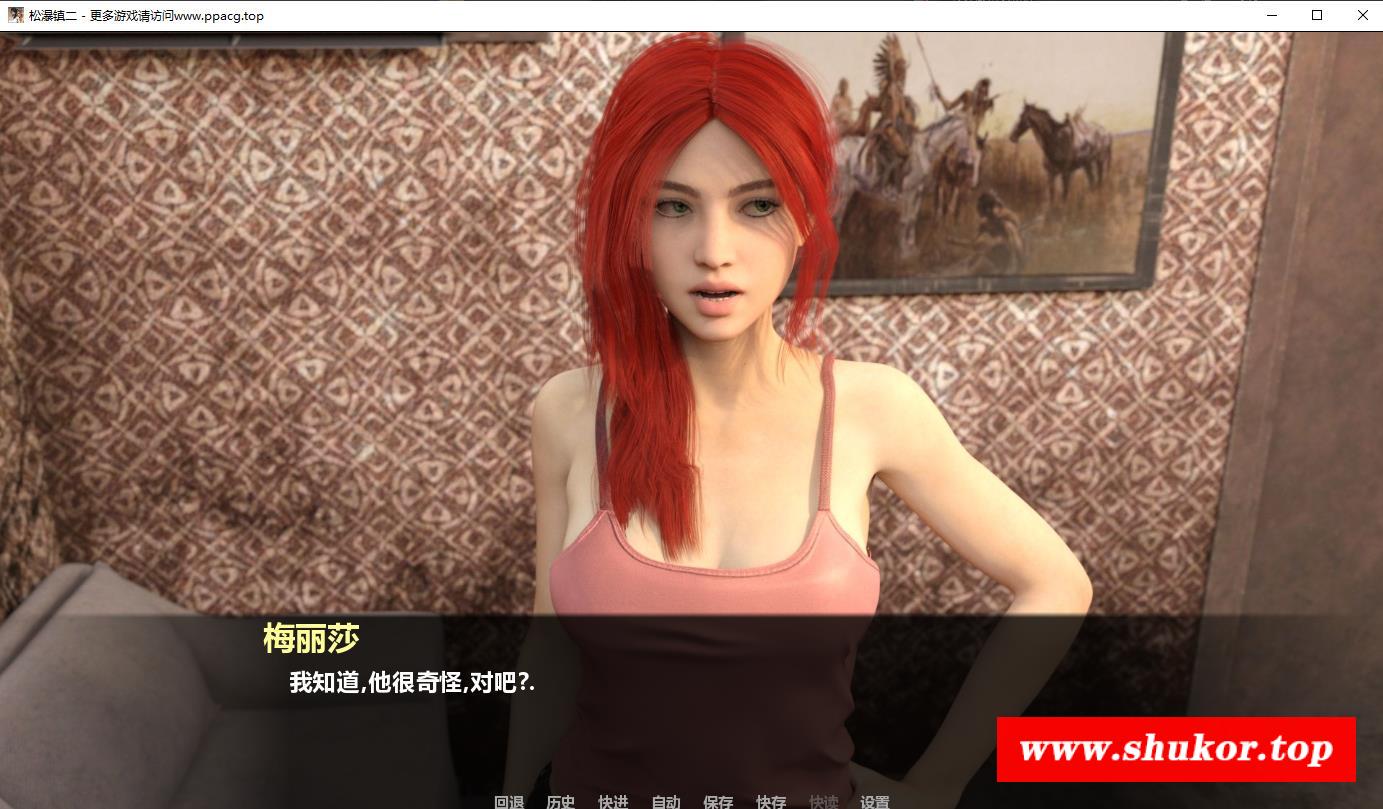 松瀑镇二 - 更多游戏请访问www.ppacg.top
梅丽莎
我知道,他很奇怪,对吧?.
www.shukor.top
回退 历史 快进 自动 保存 快存 快读 设置